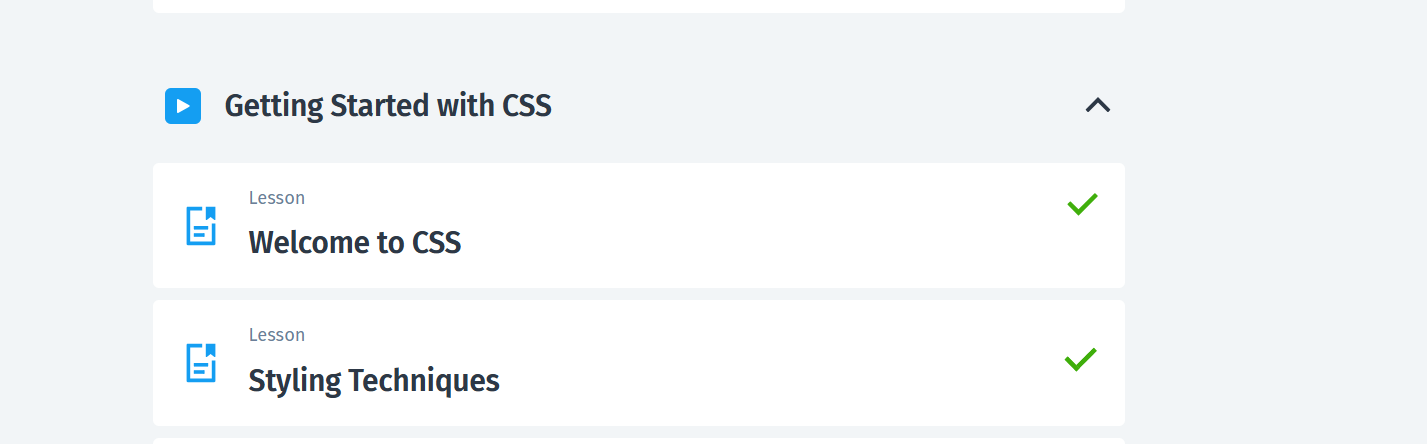 Getting Started with CSS
Lesson
Welcome to CSS
Lesson
Styling Techniques